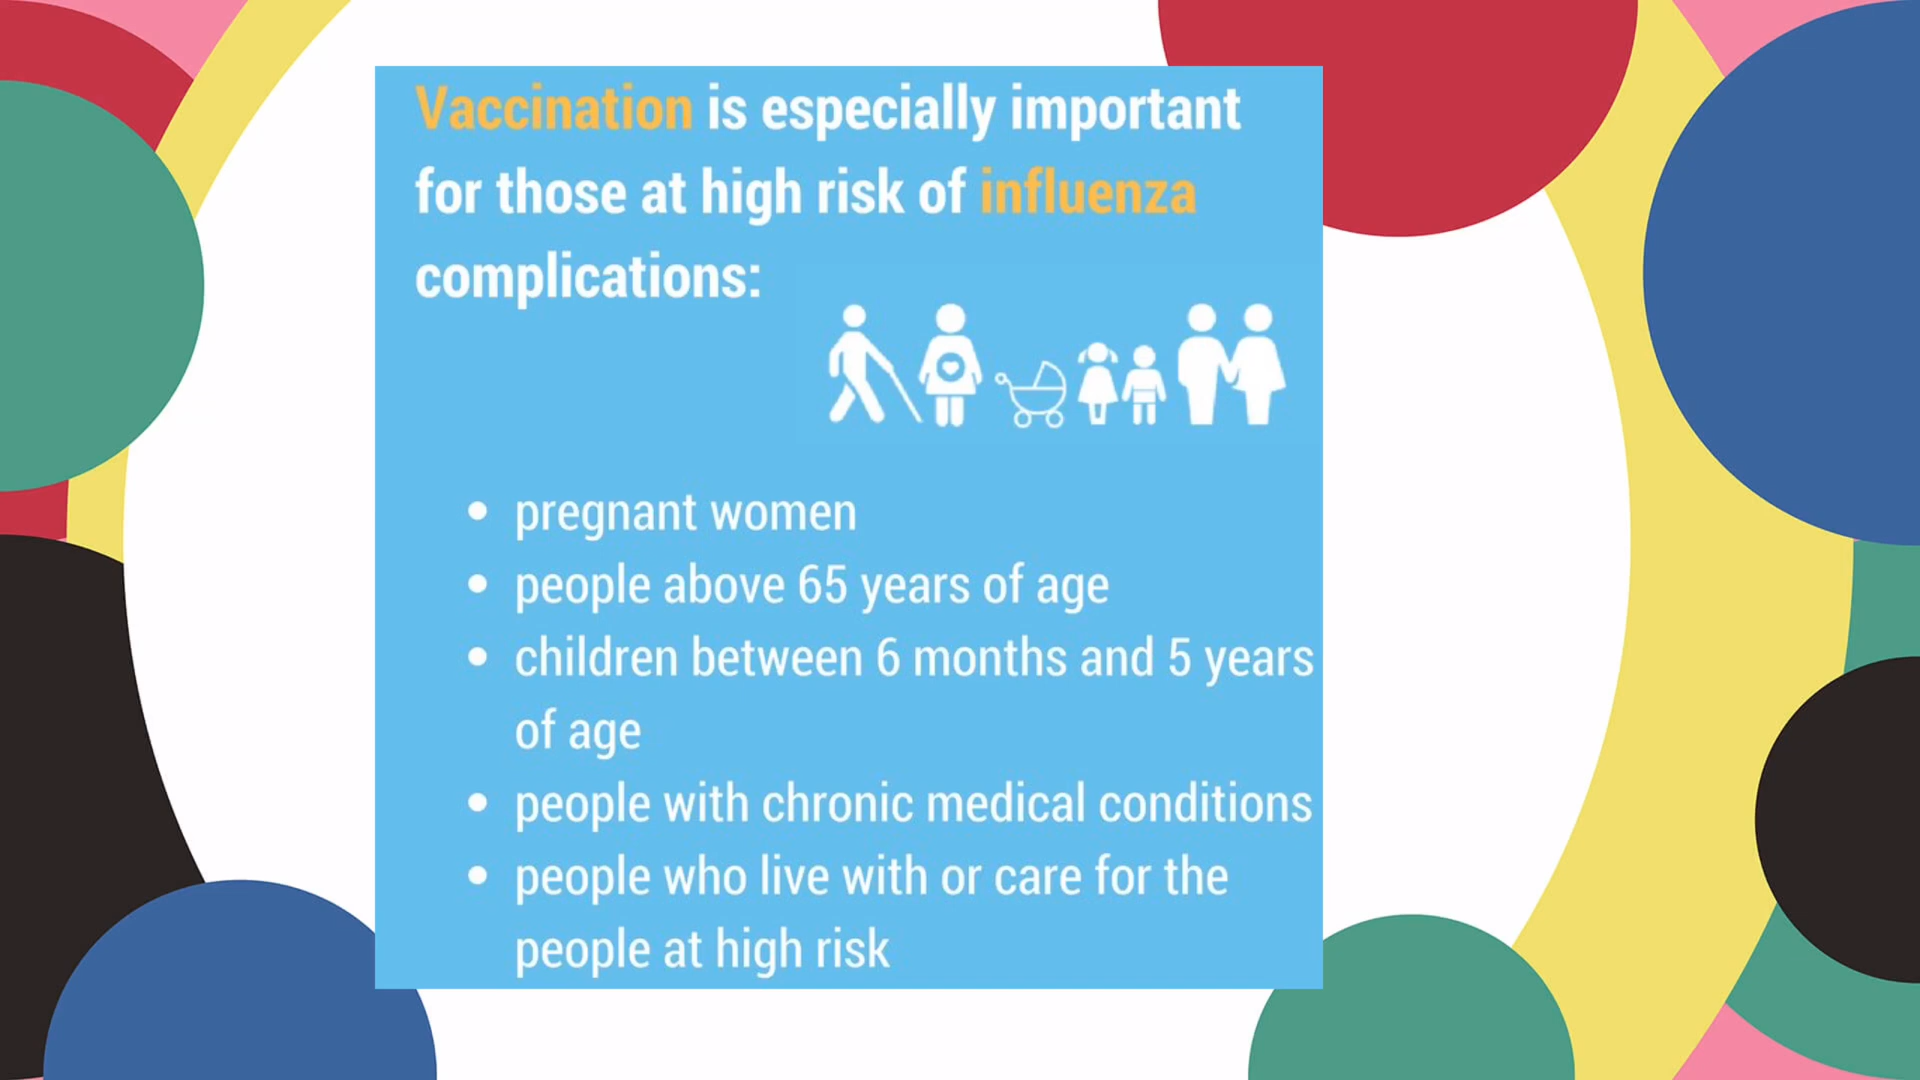 Vaccination is especially important
for those at high risk of influenza
complications:
• pregnant women
• people above 65 years of age
• children between 6 months and 5 years
of age
• people with chronic medical conditions
• people who live with or care for the
people at high risk